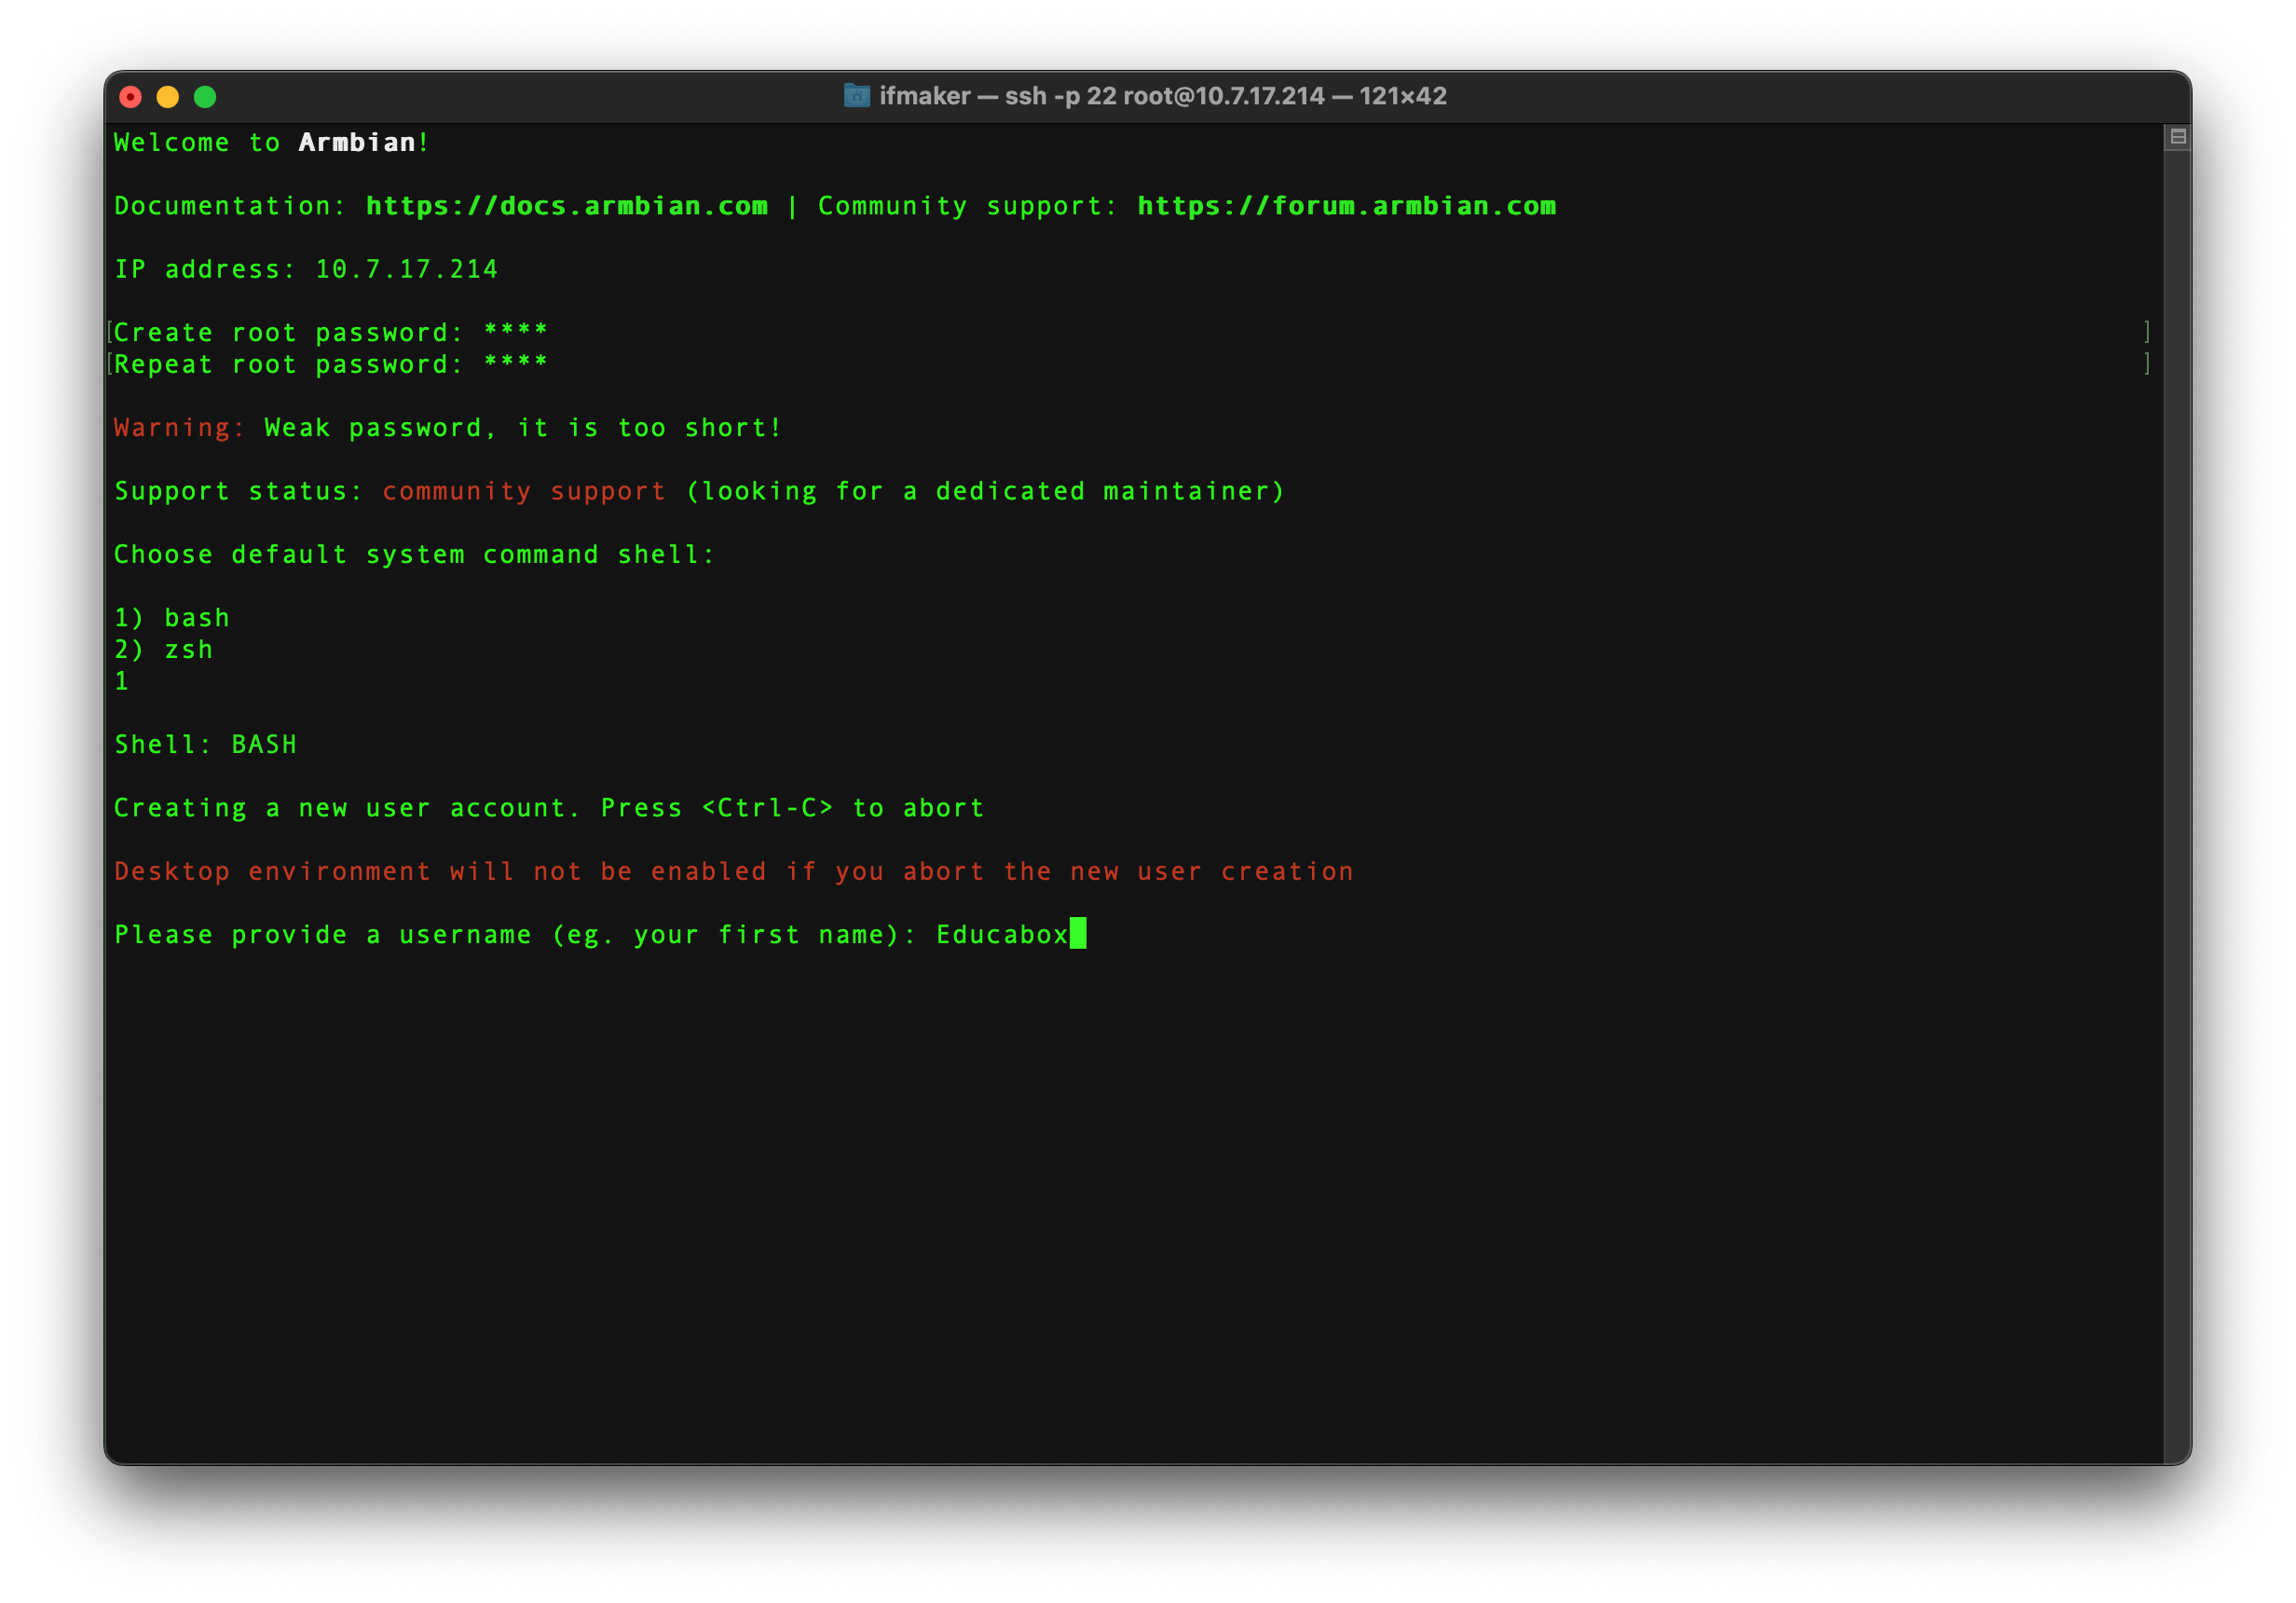 ifmaker — ssh -p 22 root@10.7.17.214 — 121×42
Welcome to Armbian!
Documentation: https://docs.armbian.com | Community support: https://forum.armbian.com
IP address: 10.7.17.214
[Create root password: **** ]
[Repeat root password: **** ]
Warning: Weak password, it is too short!
Support status: community support (looking for a dedicated maintainer)
Choose default system command shell:
1) bash
2) zsh
1
Shell: BASH
Creating a new user account. Press <Ctrl-C> to abort
Desktop environment will not be enabled if you abort the new user creation
Please provide a username (eg. your first name): Educabox